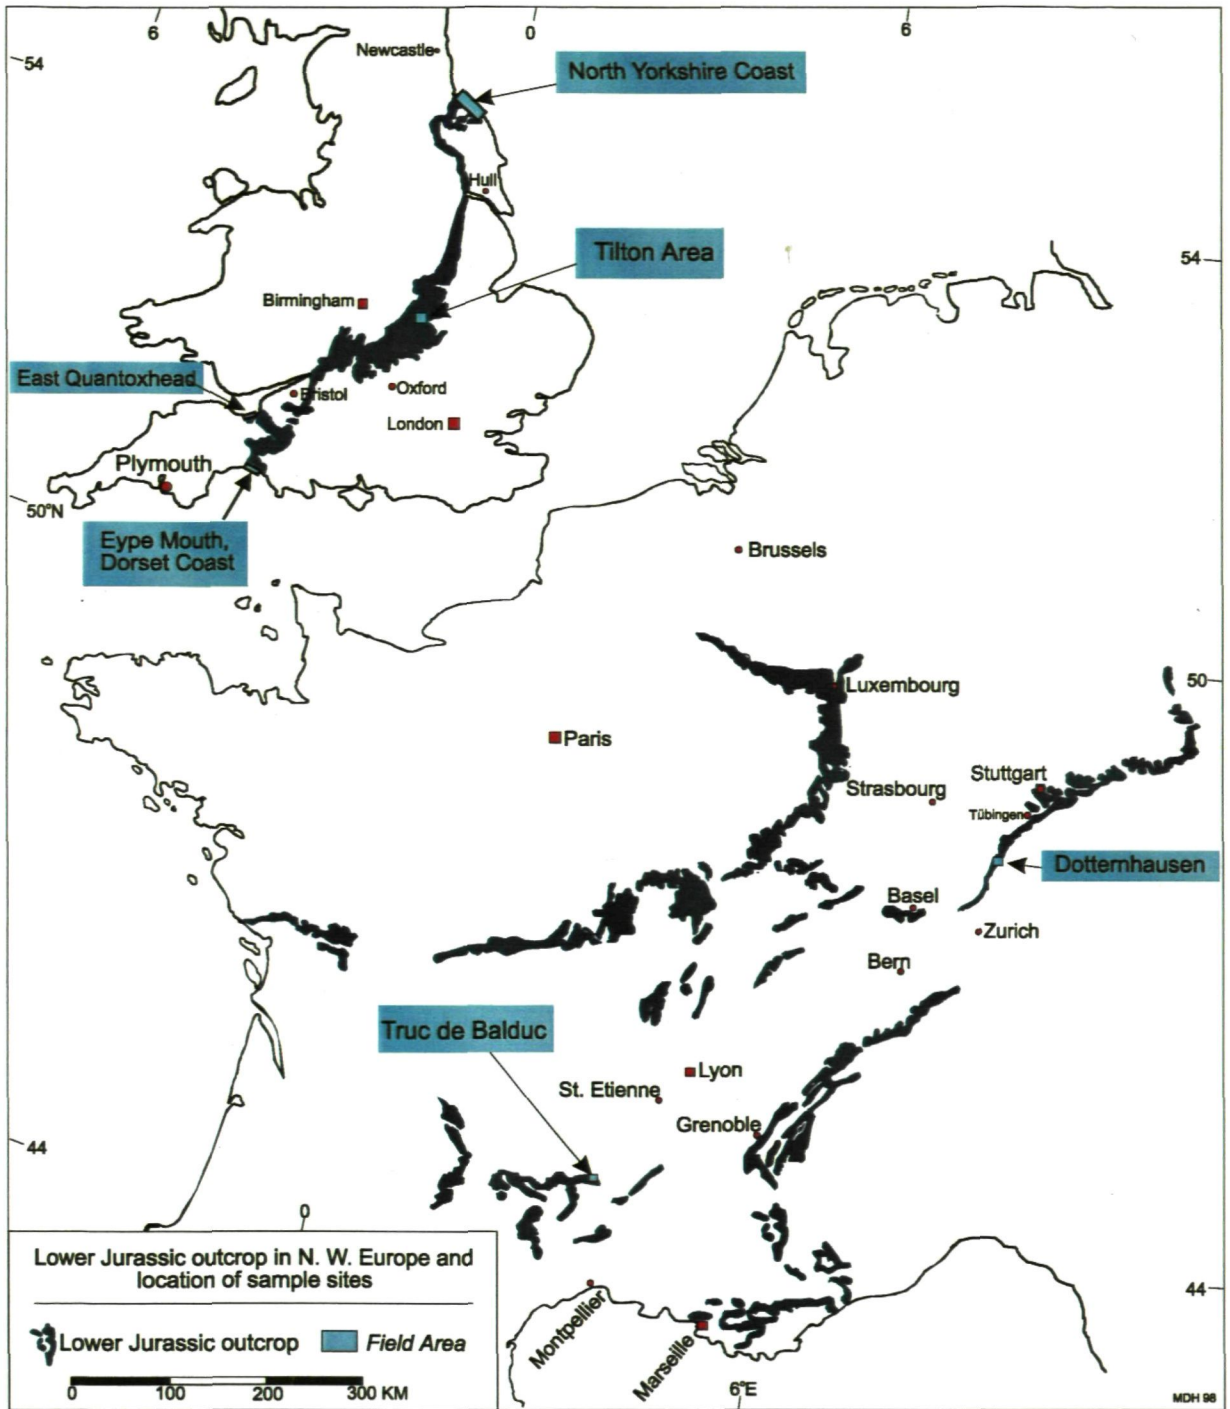 6
0
6
54
Newcastle
North Yorkshire Coast
Hull
Tilton Area
54
Birmingham
East Quantoxhead
Bristol
Oxford
London
Plymouth
50°N
Eype Mouth,
Dorset Coast
Brussels
Luxembourg
50
Paris
Stuttgart
Strasbourg
Tübingen
Dotternhausen
Basel
Zurich
Bern
Truc de Balduc
Lyon
St. Etienne
Grenoble
44
0
Lower Jurassic outcrop in N. W. Europe and
location of sample sites
Lower Jurassic outcrop
Field Area
0 100 200 300 KM
Montpellier
Marseille
44
6°E
MDH 98